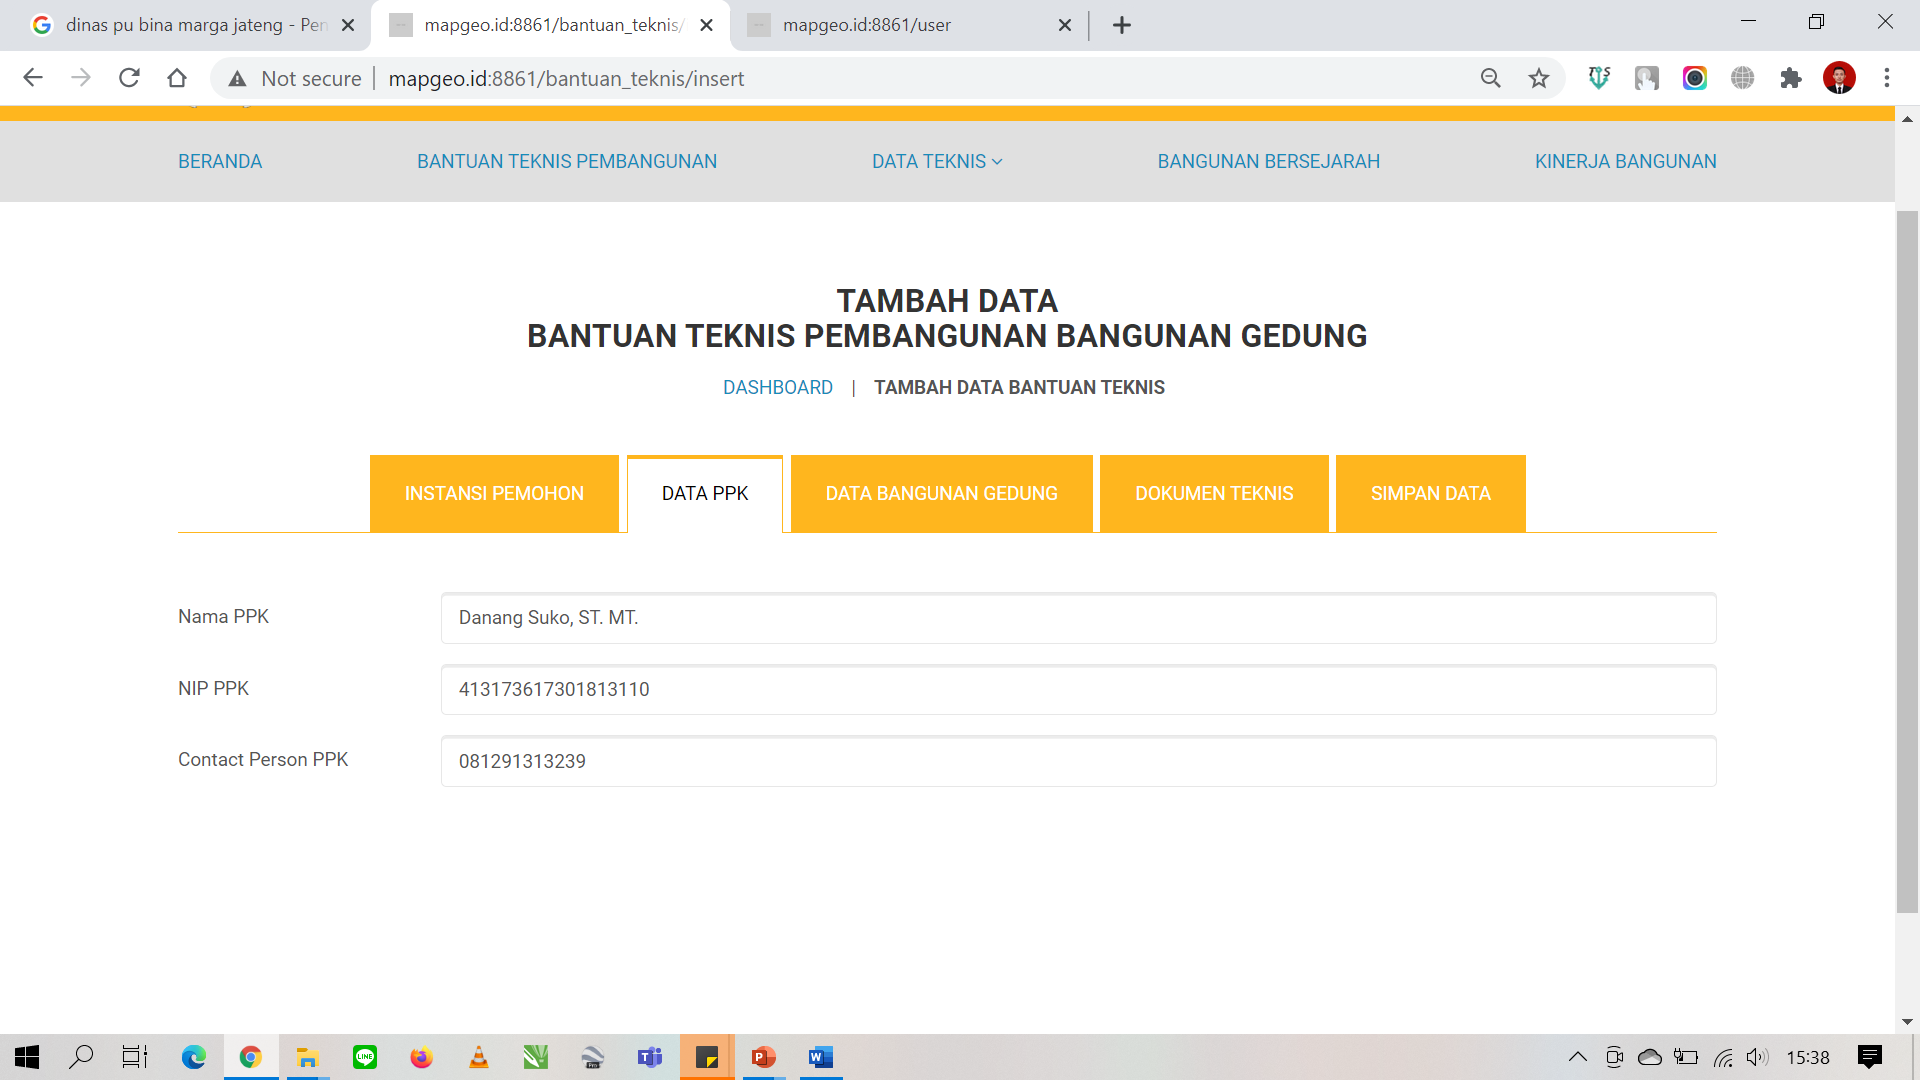 dinas pu bina marga jateng - Pen
mapgeo.id:8861/bantuan_teknis/
mapgeo.id:8861/user
Not secure
mapgeo.id:8861/bantuan_teknis/insert
BERANDA
BANTUAN TEKNIS PEMBANGUNAN
DATA TEKNIS
BANGUNAN BERSEJARAH
KINERJA BANGUNAN
TAMBAH DATA
BANTUAN TEKNIS PEMBANGUNAN BANGUNAN GEDUNG
DASHBOARD | TAMBAH DATA BANTUAN TEKNIS
INSTANSI PEMOHON
DATA PPK
DATA BANGUNAN GEDUNG
DOKUMEN TEKNIS
SIMPAN DATA
Nama PPK
Danang Suko, ST. MT.
NIP PPK
413173617301813110
Contact Person PPK
081291313239
15:38